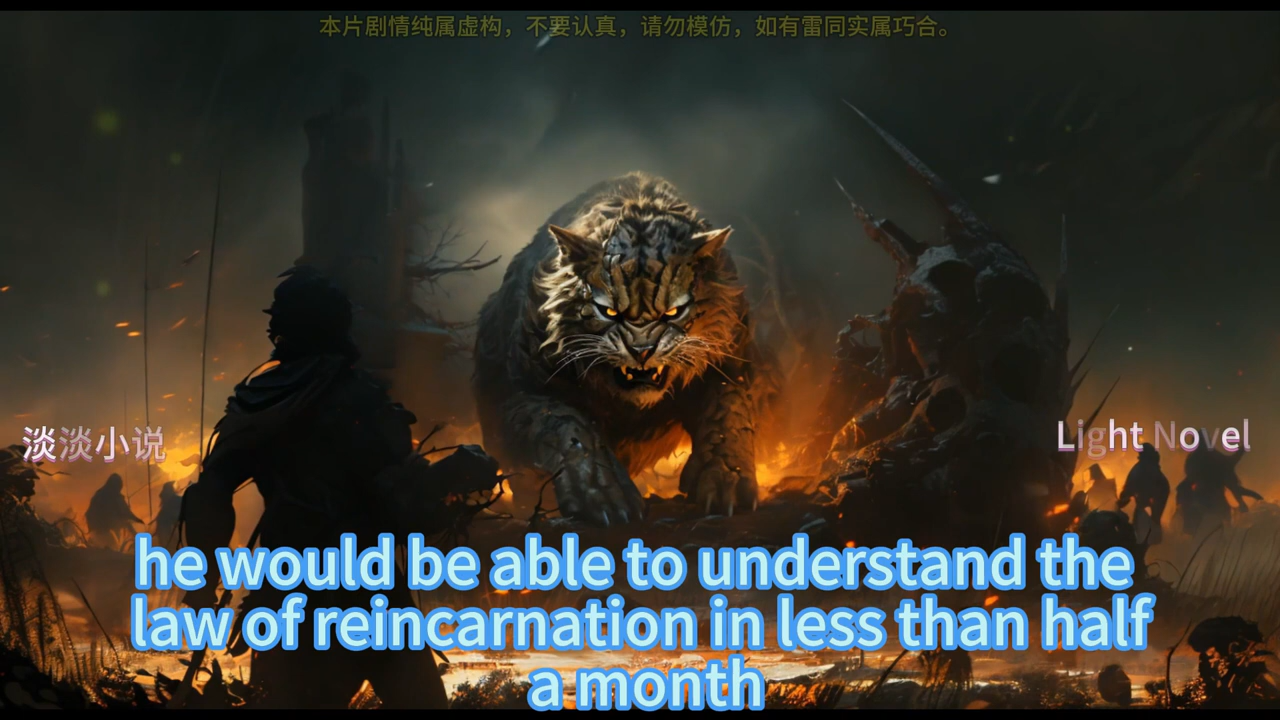 本片剧情纯属虚构，不要认真，请勿模仿，如有雷同实属巧合。
淡淡小说
Light Novel
he would be able to understand the
law of reincarnation in less than half
a month